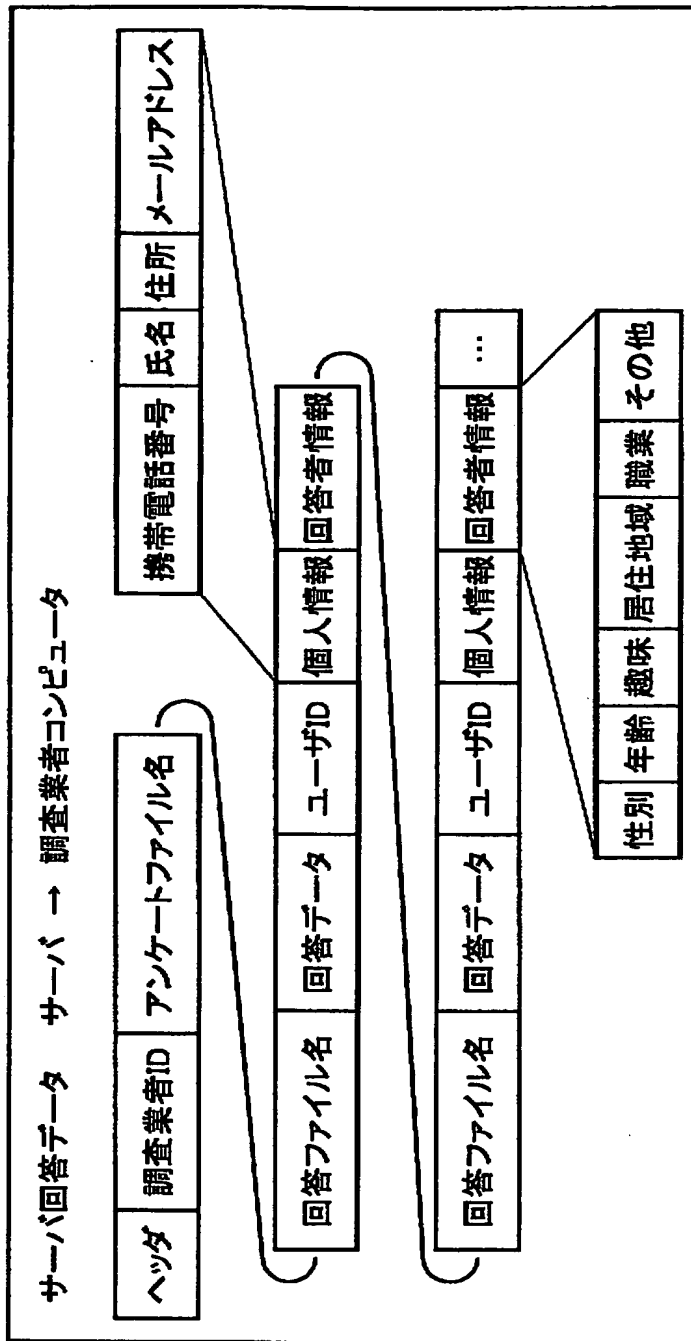 サーバ回答データ サーバ → 調査業者コンピュータ
ヘッダ 調査業者ID アンケートファイル名
携帯電話番号 氏名 住所 メールアドレス
回答ファイル名 回答データ ユーザID 個人情報 回答者情報
回答ファイル名 回答データ ユーザID 個人情報 回答者情報 …
性別 年齢 趣味 居住地域 職業 その他